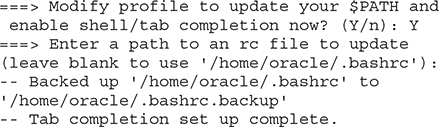 ===> Modify profile to update your $PATH and
enable shell/tab completion now? (Y/n): Y
===> Enter a path to an rc file to update
(leave blank to use '/home/oracle/.bashrc'):
-- Backed up '/home/oracle/.bashrc' to
'/home/oracle/.bashrc.backup'
-- Tab completion set up complete.